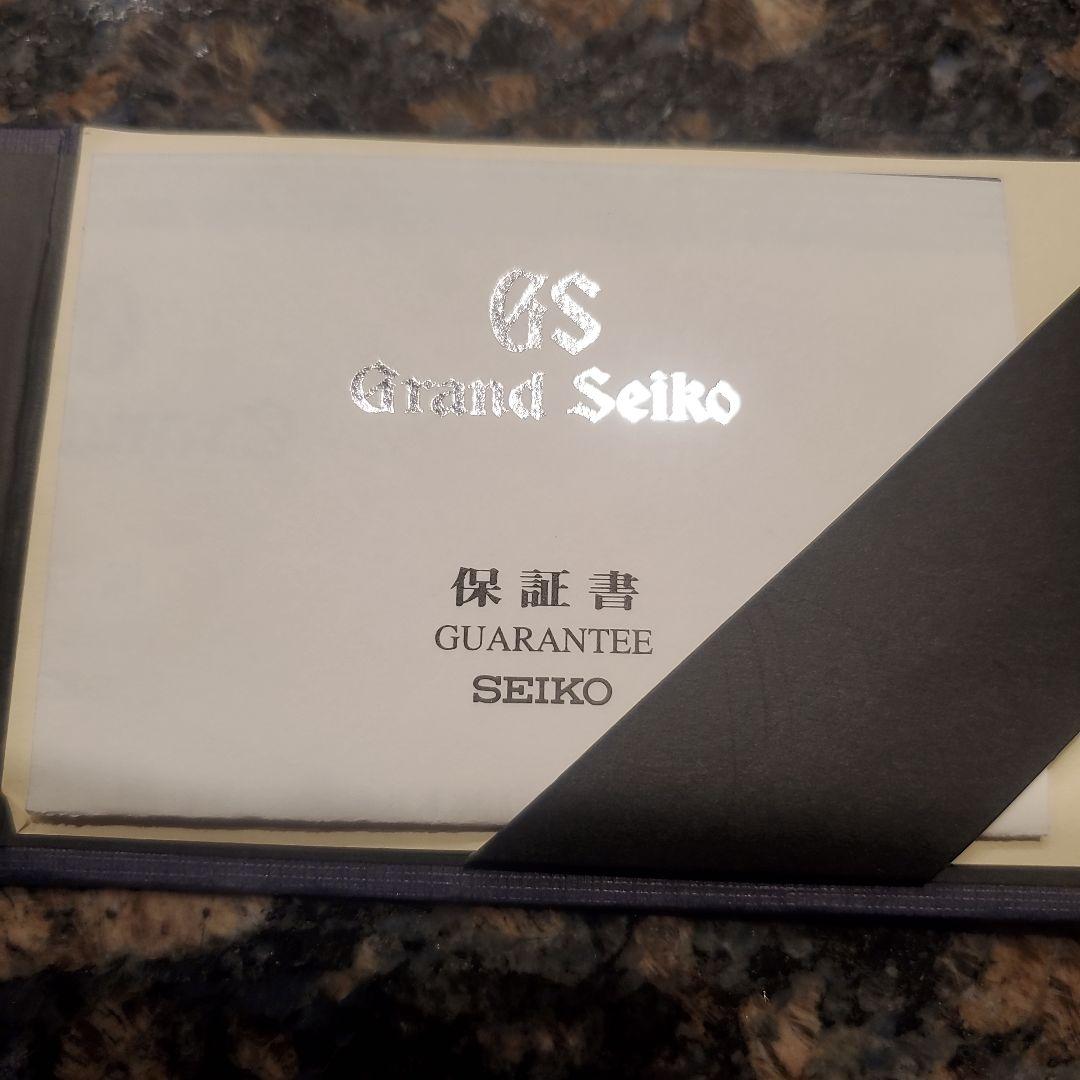 GS
Grand Seiko
保証書
GUARANTEE
SEIKO